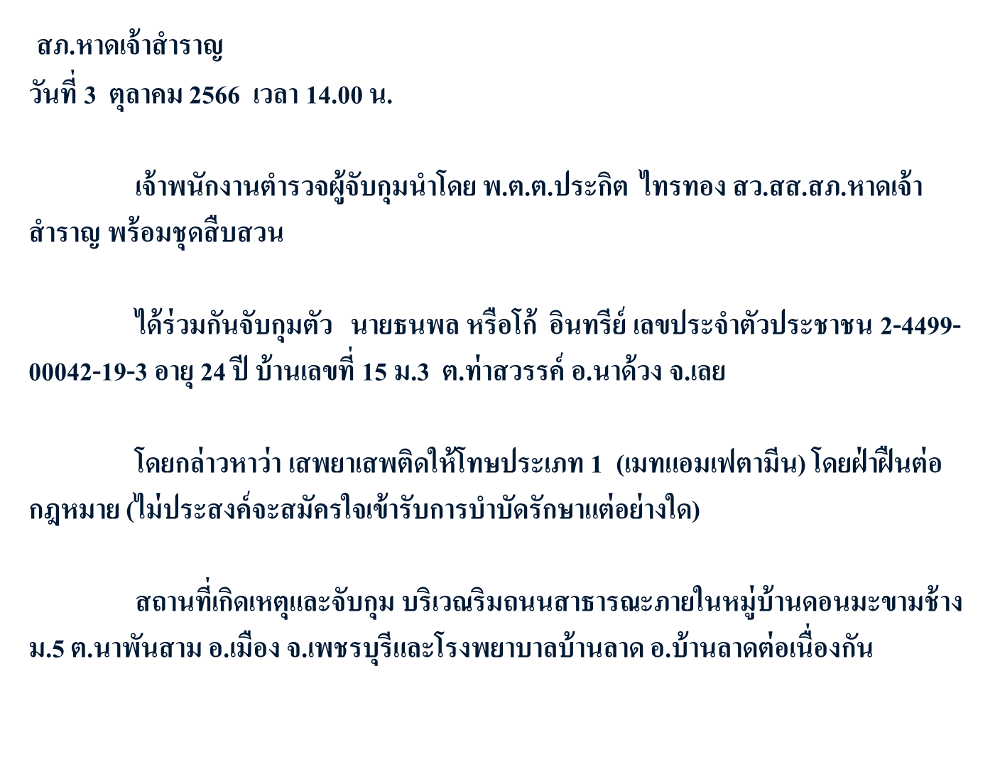 สภ.หาดเจ้าสำราญ
วันที่ 3  ตุลาคม 2566  เวลา 14.00 น.
เจ้าพนักงานตำรวจผู้จับกุมนำโดย พ.ต.ต.ประกิต  ไทรทอง สว.สส.สภ.หาดเจ้า
สำราญ พร้อมชุดสืบสวน
ได้ร่วมกันจับกุมตัว   นายธนพล หรือโก้  อินทรีย์ เลขประจำตัวประชาชน 2-4499-
00042-19-3 อายุ 24 ปี บ้านเลขที่ 15 ม.3  ต.ท่าสวรรค์ อ.นาด้วง จ.เลย
โดยกล่าวหาว่า เสพยาเสพติดให้โทษประเภท 1  (เมทแอมเฟตามีน) โดยฝ่าฝืนต่อ
กฎหมาย (ไม่ประสงค์จะสมัครใจเข้ารับการบำบัดรักษาแต่อย่างใด)
สถานที่เกิดเหตุและจับกุม บริเวณริมถนนสาธารณะภายในหมู่บ้านดอนมะขามช้าง
ม.5 ต.นาพันสาม อ.เมือง จ.เพชรบุรีและโรงพยาบาลบ้านลาด อ.บ้านลาดต่อเนื่องกัน